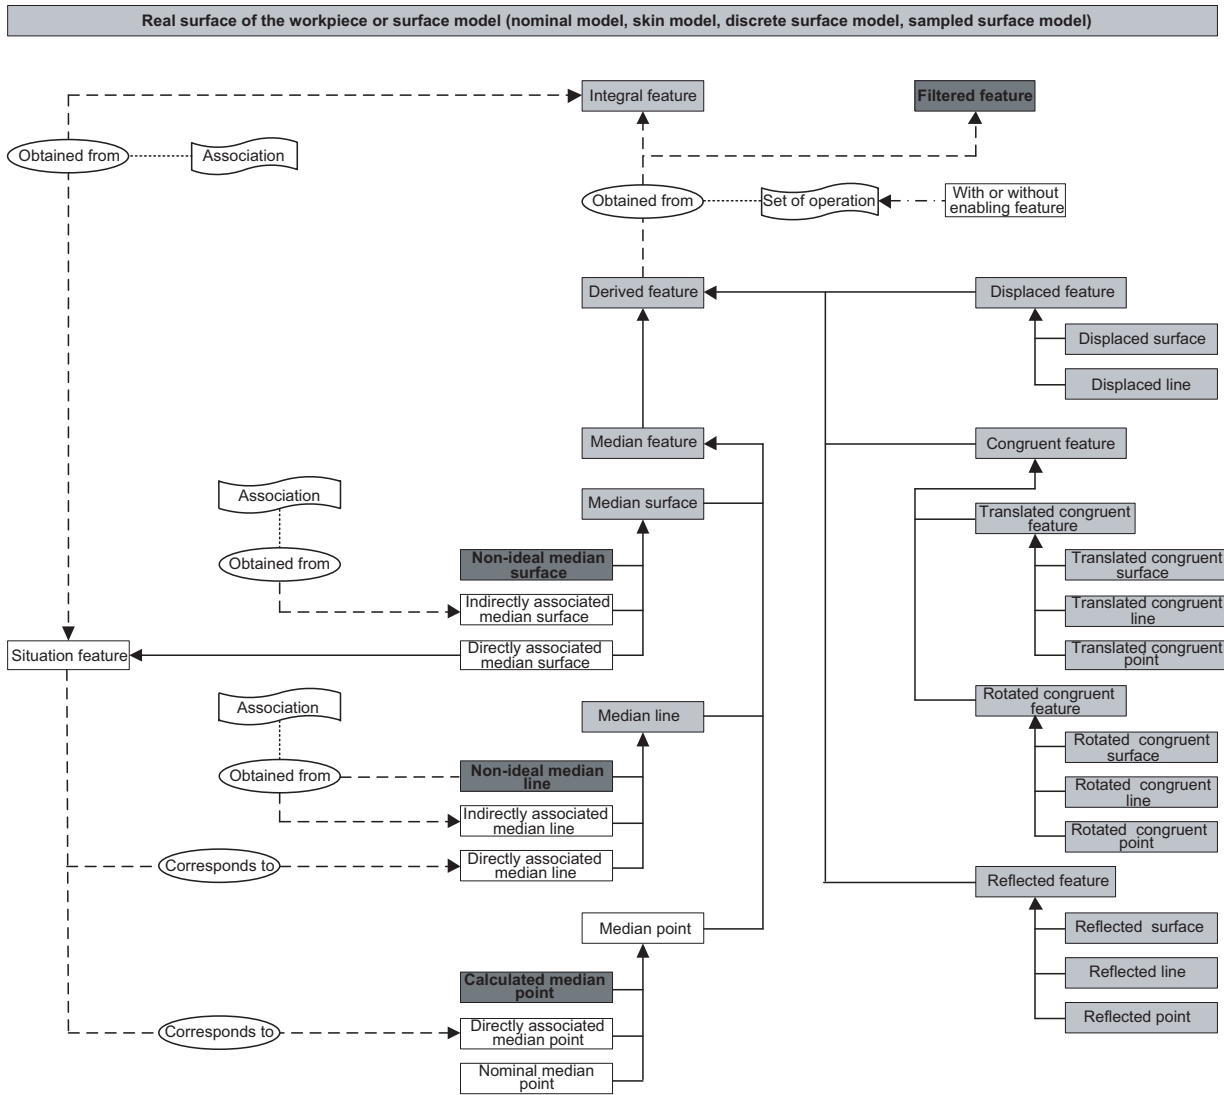 Real surface of the workpiece or surface model (nominal model, skin model, discrete surface model, sampled surface model)
Integral feature
Filtered feature
Obtained from
Association
Obtained from
Set of operation
With or without
enabling feature
Derived feature
Displaced feature
Displaced surface
Displaced line
Median feature
Congruent feature
Association
Median surface
Translated congruent
feature
Obtained from
Non-ideal median
surface
Translated congruent
surface
Indirectly associated
median surface
Translated congruent
line
Situation feature
Directly associated
median surface
Translated congruent
point
Association
Median line
Rotated congruent
feature
Rotated congruent
surface
Obtained from
Non-ideal median
line
Rotated congruent
line
Indirectly associated
median line
Rotated congruent
point
Corresponds to
Directly associated
median line
Reflected feature
Median point
Reflected surface
Calculated median
point
Reflected line
Corresponds to
Directly associated
median point
Reflected point
Nominal median
point